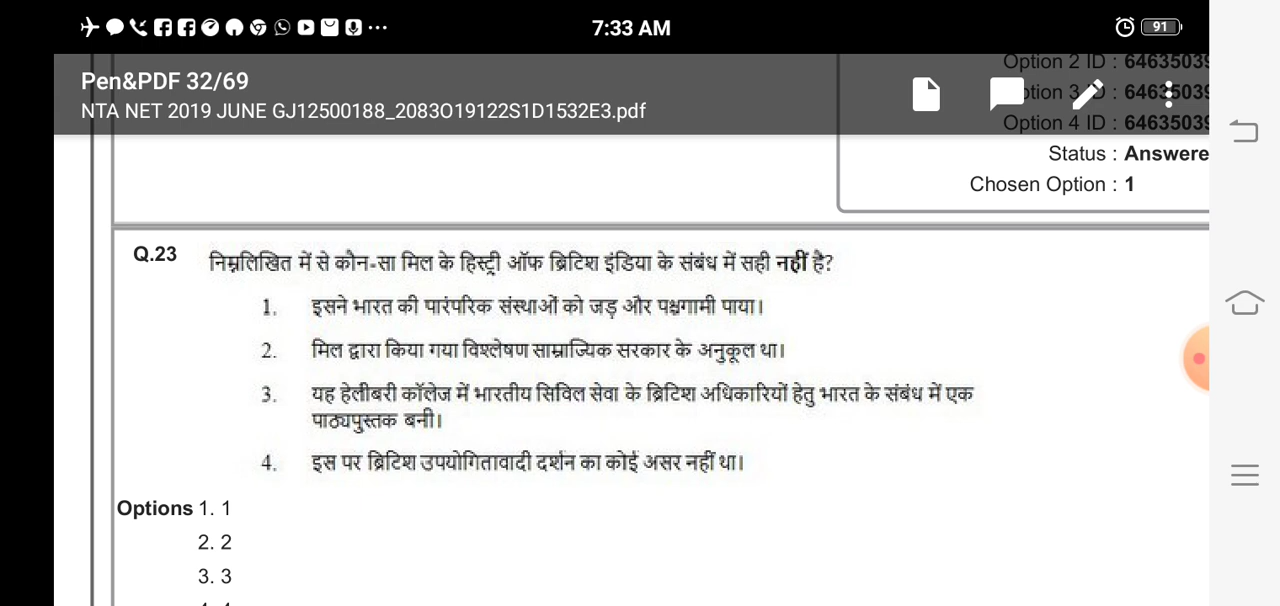 7:33 AM
91
Pen&PDF 32/69
NTA NET 2019 JUNE GJ12500188_2083O19122S1D1532E3.pdf
Option 2 ID : 6463503
ption 3 : 6463503
Option 4 ID : 6463503
Status : Answere
Chosen Option : 1
Q.23 निम्नलिखित में से कौन-सा मिल के हिस्ट्री ऑफ ब्रिटिश इंडिया के संबंध में सही नहीं है?
1. इसने भारत की पारंपरिक संस्थाओं को जड़ और पश्चगामी पाया।
2. मिल द्वारा किया गया विश्लेषण साम्राज्यिक सरकार के अनुकूल था।
3. यह हेलीबरी कॉलेज में भारतीय सिविल सेवा के ब्रिटिश अधिकारियों हेतु भारत के संबंध में एक
पाठ्यपुस्तक बनी।
4. इस पर ब्रिटिश उपयोगितावादी दर्शन का कोई असर नहीं था।
Options 1. 1
2. 2
3. 3